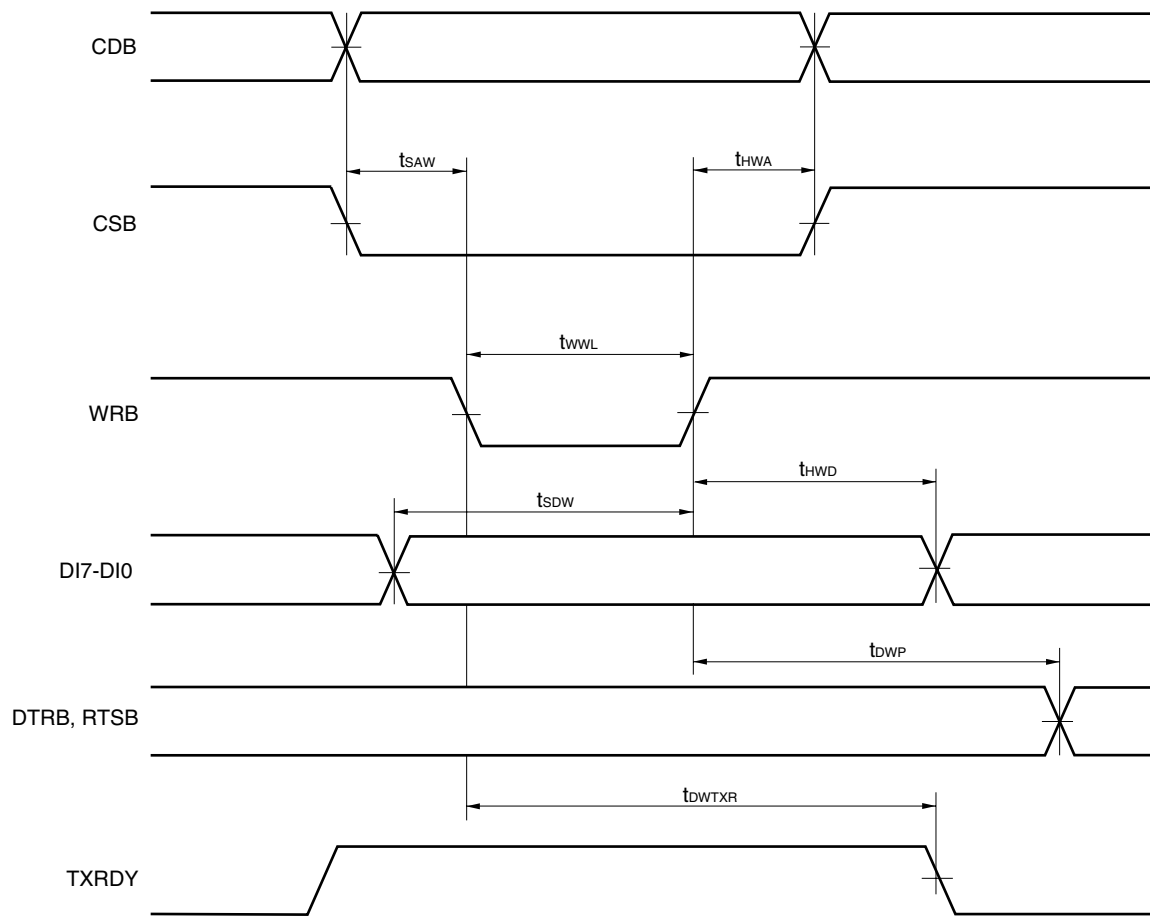 CDB
tSAW
tHWA
CSB
tWWL
WRB
tHWD
tSDW
DI7-DI0
tDWP
DTRB, RTSB
tDWTXR
TXRDY